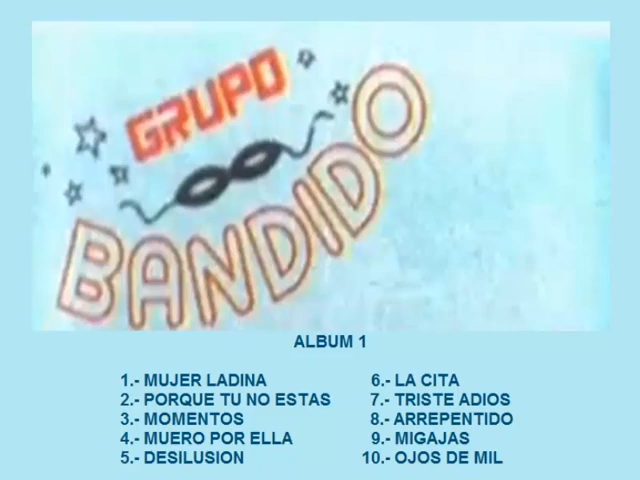 GRUPO
BANDIDO
ALBUM 1
1.- MUJER LADINA
2.- PORQUE TU NO ESTAS
3.- MOMENTOS
4.- MUERO POR ELLA
5.- DESILUSION
6.- LA CITA
7.- TRISTE ADIOS
8.- ARREPENTIDO
9.- MIGAJAS
10.- OJOS DE MIL